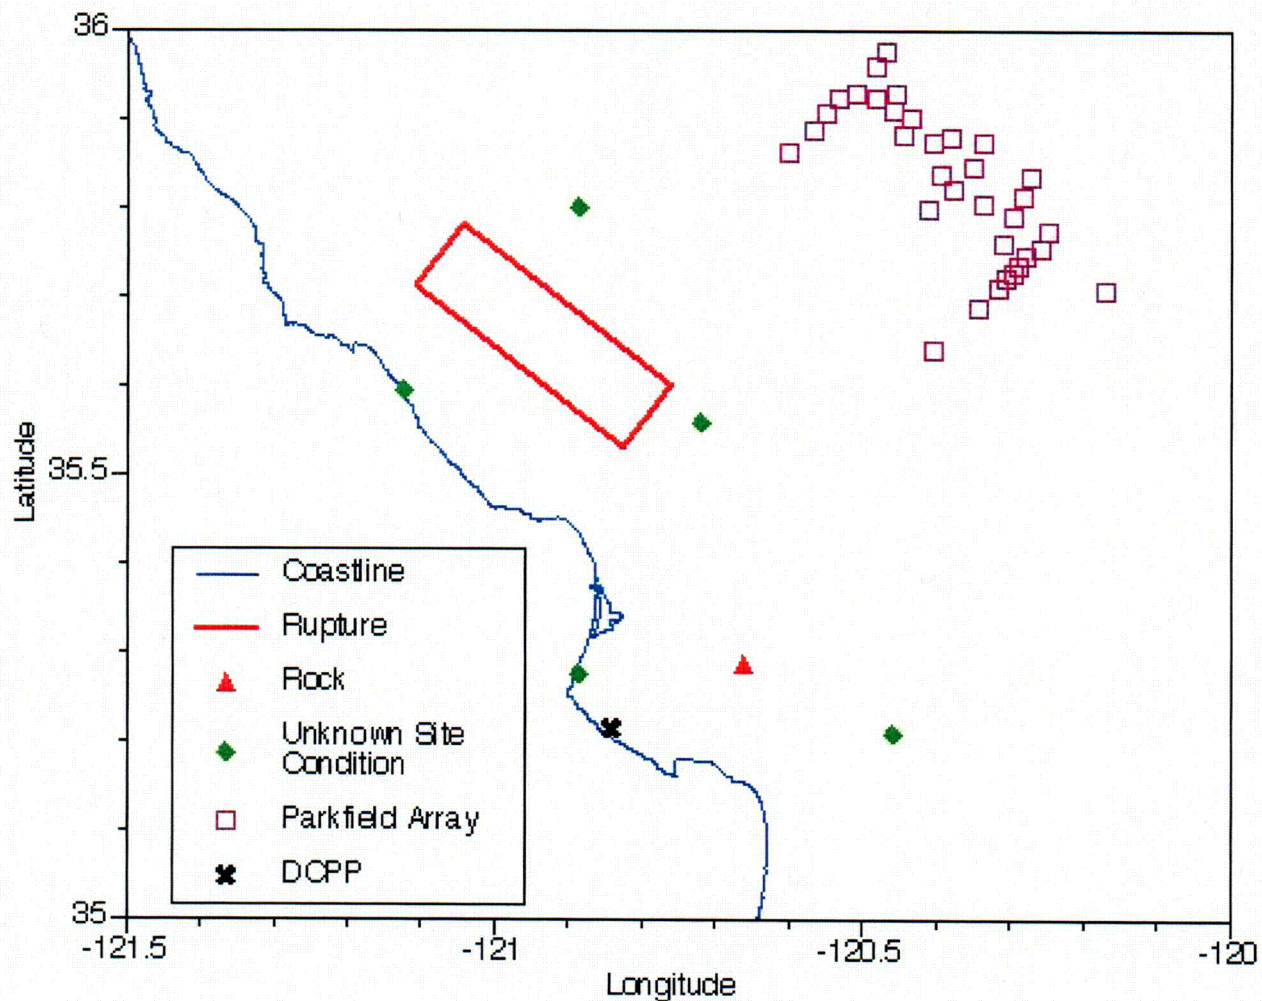 36
35.5
35
Latitude
Coastline
Rupture
Rock
Unknown Site
Condition
Parkfield Array
DCPP
-121.5
-121
-120.5
-120
Longitude